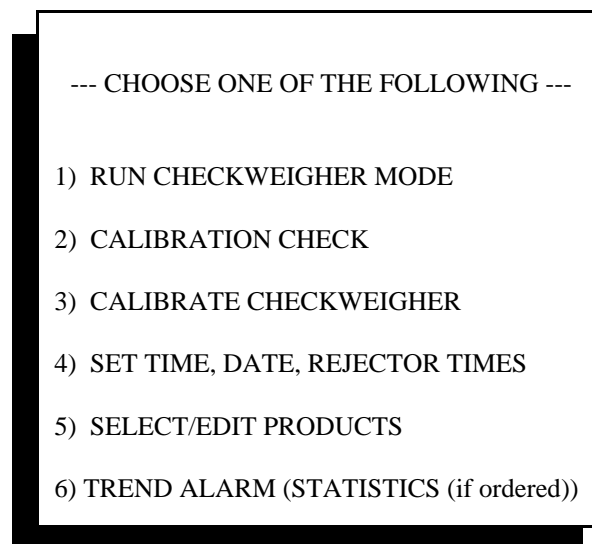 --- CHOOSE ONE OF THE FOLLOWING ---
1) RUN CHECKWEIGHER MODE
2) CALIBRATION CHECK
3) CALIBRATE CHECKWEIGHER
4) SET TIME, DATE, REJECTOR TIMES
5) SELECT/EDIT PRODUCTS
6) TREND ALARM (STATISTICS (if ordered))